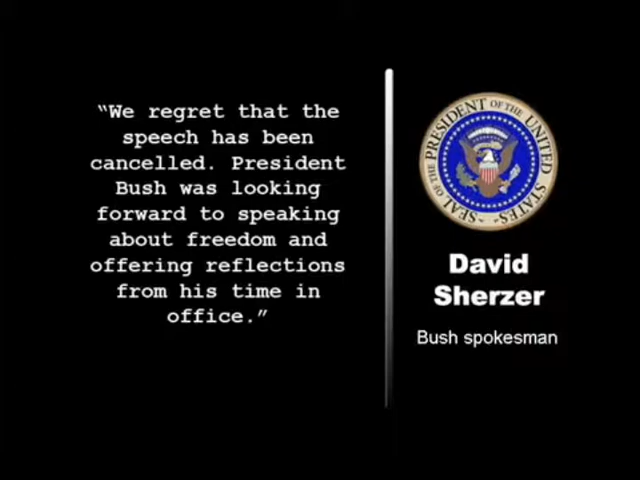 “We regret that the
speech has been
cancelled. President
Bush was looking
forward to speaking
about freedom and
offering reflections
from his time in
office.”
SEAL OF THE PRESIDENT OF THE UNITED STATES
David
Sherzer
Bush spokesman